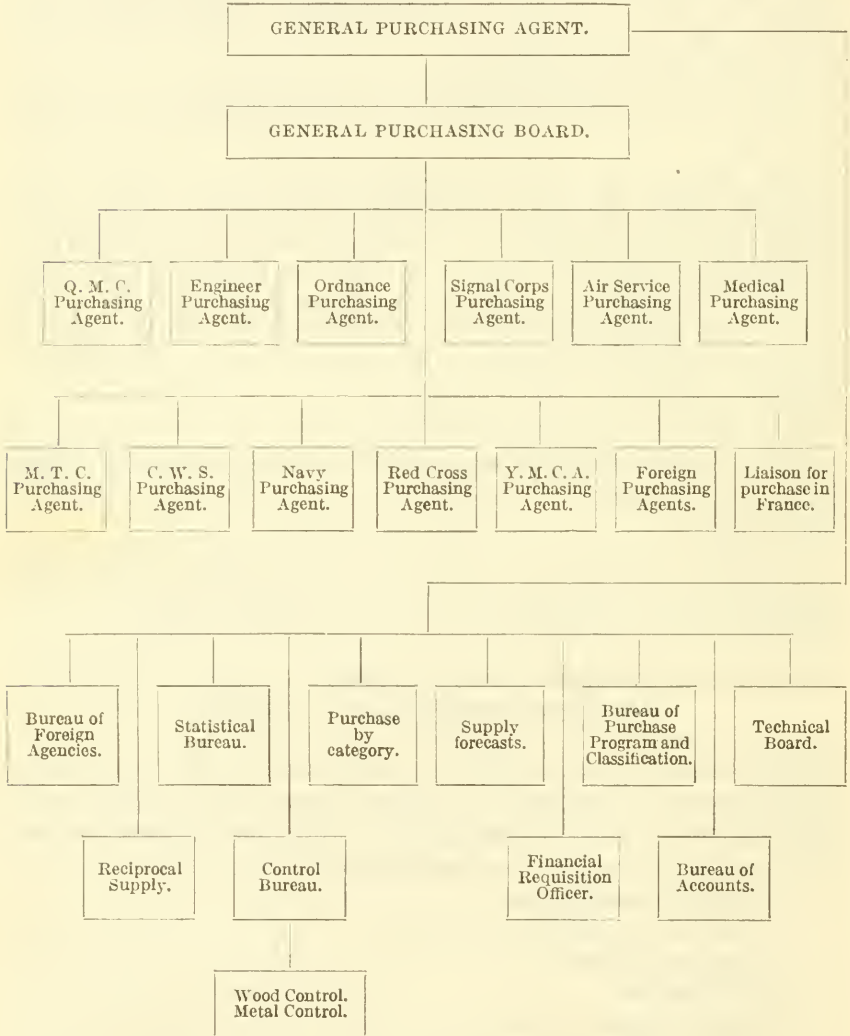 GENERAL PURCHASING AGENT.
GENERAL PURCHASING BOARD.
Q. M. C.
Purchasing
Agent.
Engineer
Purchasing
Agent.
Ordnance
Purchasing
Agent.
Signal Corps
Purchasing
Agent.
Air Service
Purchasing
Agent.
Medical
Purchasing
Agent.
M. T. C.
Purchasing
Agent.
C. W. S.
Purchasing
Agent.
Navy
Purchasing
Agent.
Red Cross
Purchasing
Agent.
Y. M. C. A.
Purchasing
Agent.
Foreign
Purchasing
Agents.
Liaison for
purchase in
France.
Bureau of
Foreign
Agencies.
Statistical
Bureau.
Purchase
by
category.
Supply
forecasts.
Bureau of
Purchase
Program and
Classification.
Technical
Board.
Reciprocal
Supply.
Control
Bureau.
Financial
Requisition
Officer.
Bureau of
Accounts.
Wood Control.
Metal Control.